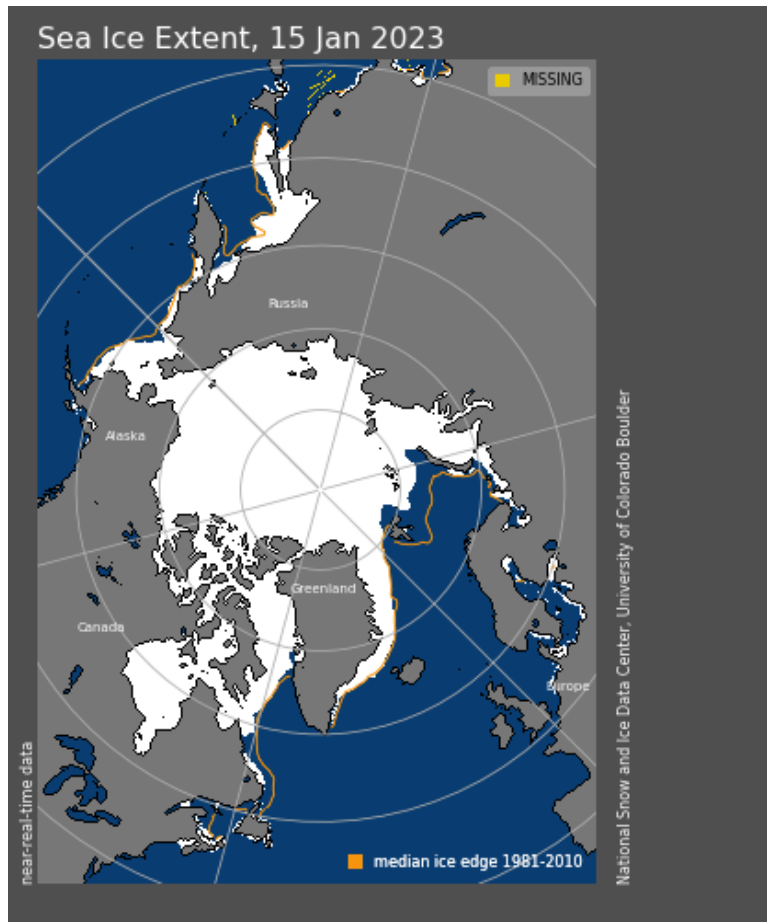 Sea Ice Extent, 15 Jan 2023
MISSING
Russia
Alaska
Greenland
Canada
Europe
near-real-time data
National Snow and Ice Data Center, University of Colorado Boulder
median ice edge 1981-2010